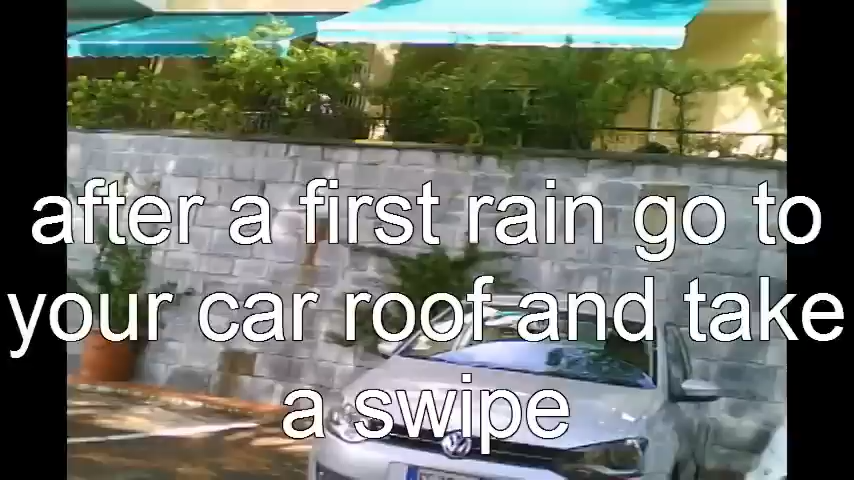 after a first rain go to
your car roof and take
a swipe